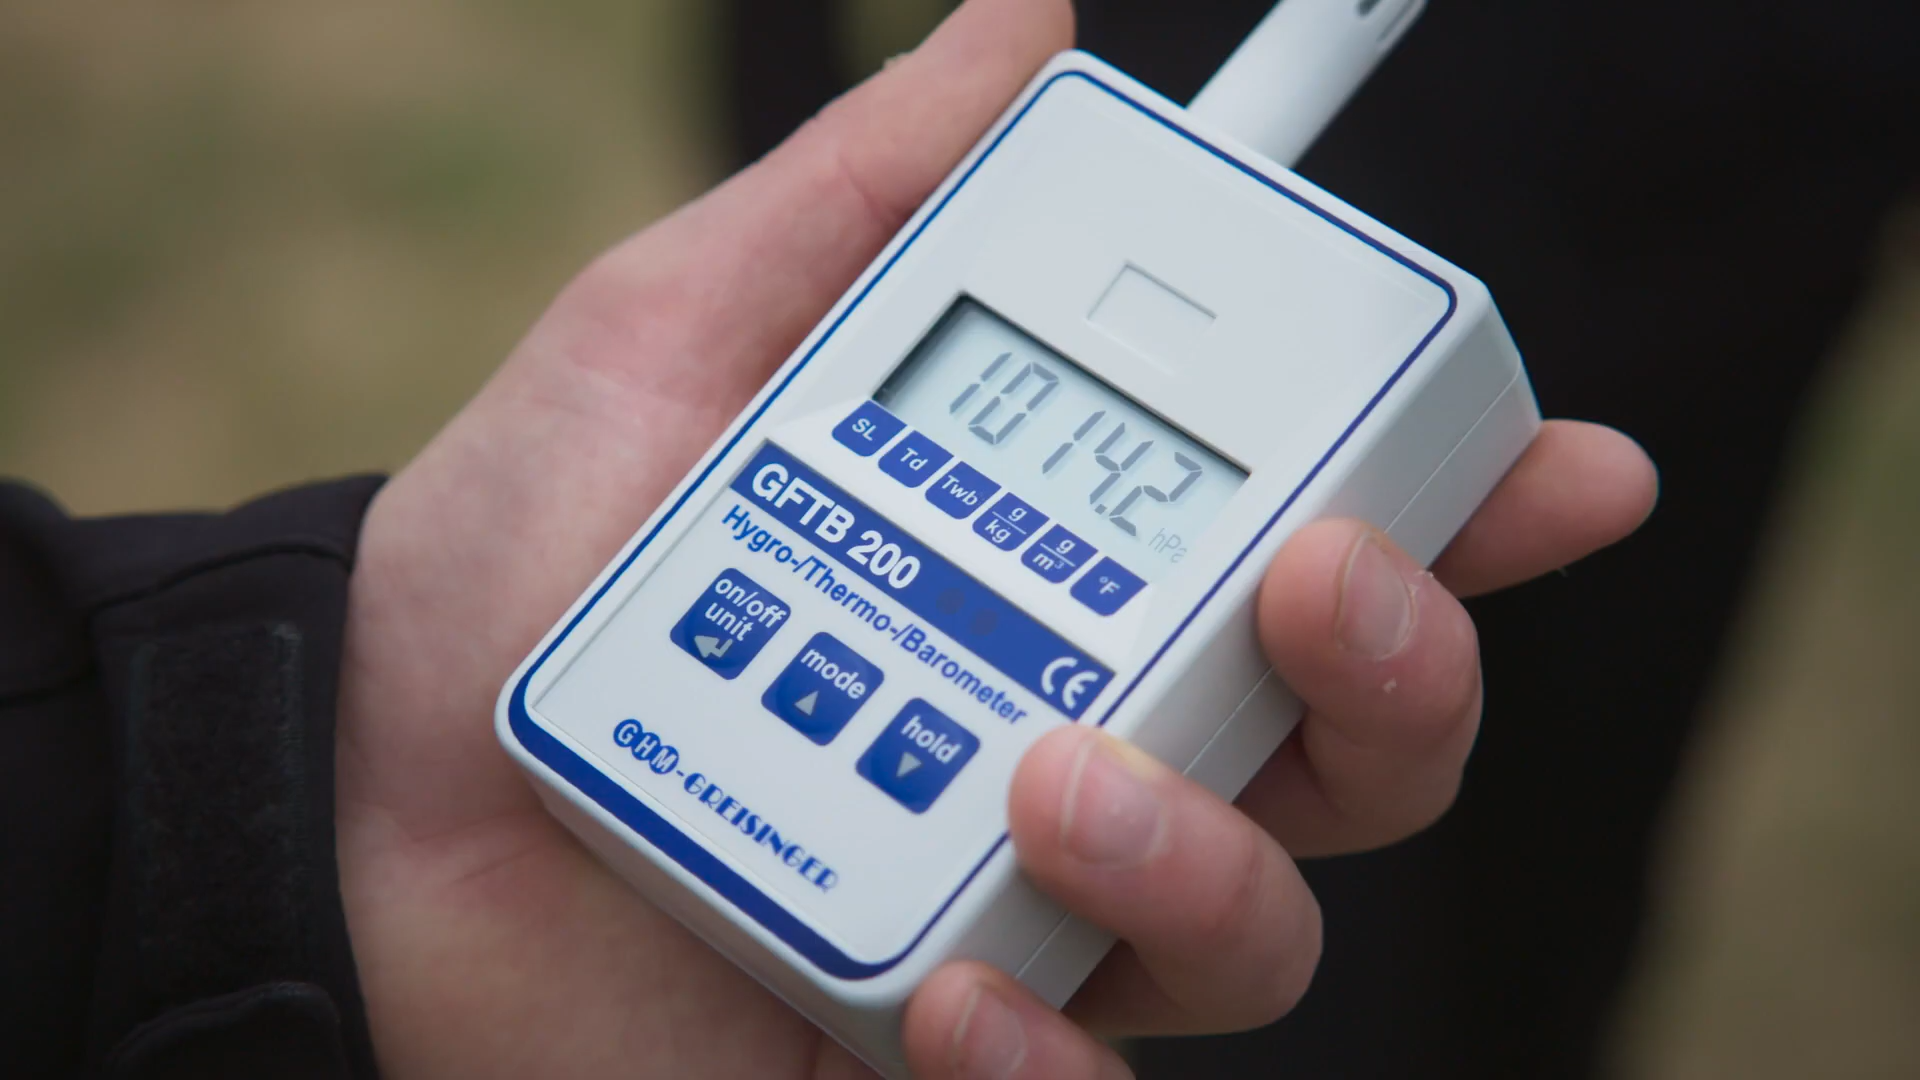 1014.2
hPa
SL Td Twb g/kg g/m³ °F
GFTB 200
CE
Hygro-/Thermo-/Barometer
on/off
unit
mode
hold
GHM-GREISINGER